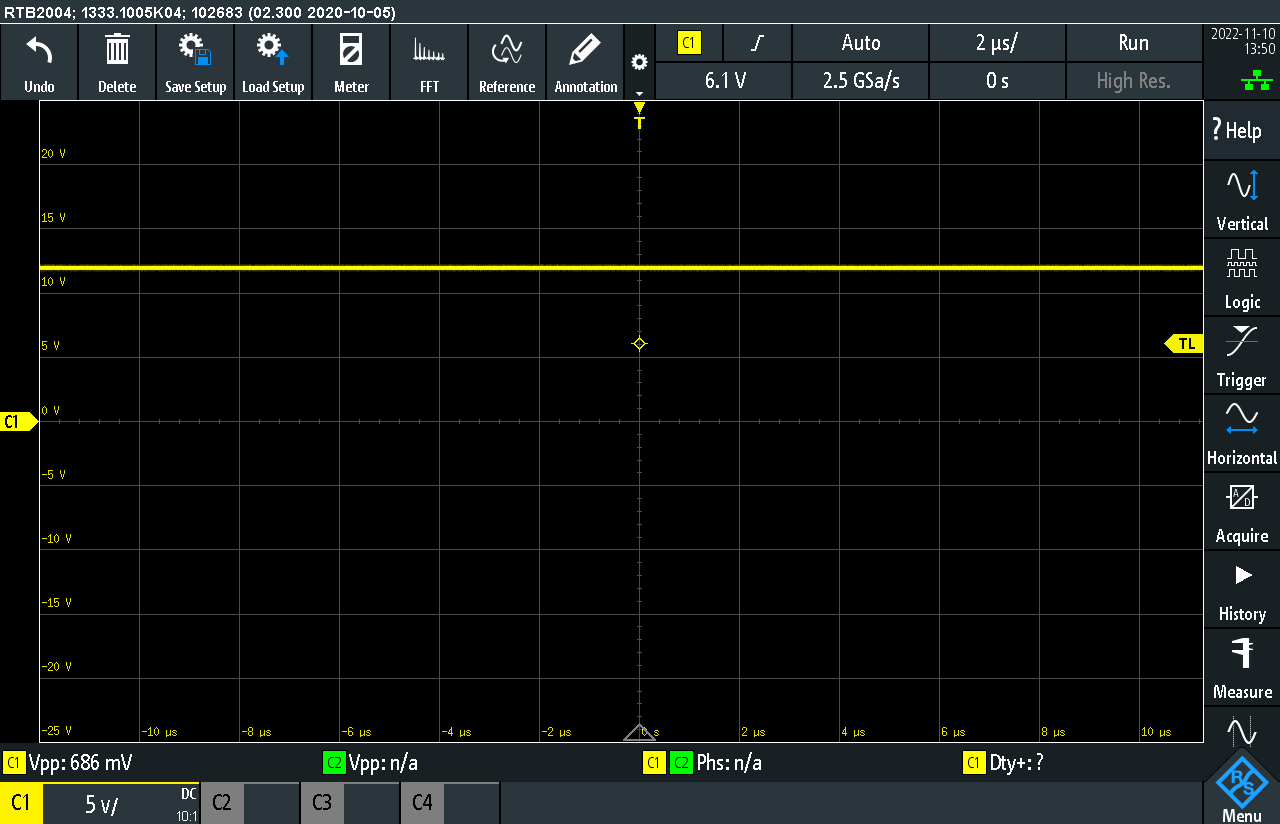 RTB2004; 1333.1005K04; 102683 (02.300 2020-10-05)
Undo
Delete
Save Setup
Load Setup
Meter
FFT
Reference
Annotation
C1
Auto
2 µs/
Run
6.1 V
2.5 GSa/s
0 s
High Res.
2022-11-10
13:50
T
20 V
15 V
10 V
5 V
0 V
-5 V
-10 V
-15 V
-20 V
-25 V
C1
TL
-10 µs
-8 µs
-6 µs
-4 µs
-2 µs
0 s
2 µs
4 µs
6 µs
8 µs
10 µs
? Help
Vertical
Logic
Trigger
Horizontal
A/D
Acquire
History
Measure
R&S
Menu
C1 Vpp: 686 mV
C2 Vpp: n/a
C1 C2 Phs: n/a
C1 Dty+: ?
C1
5 v/
DC
10:1
C2
C3
C4